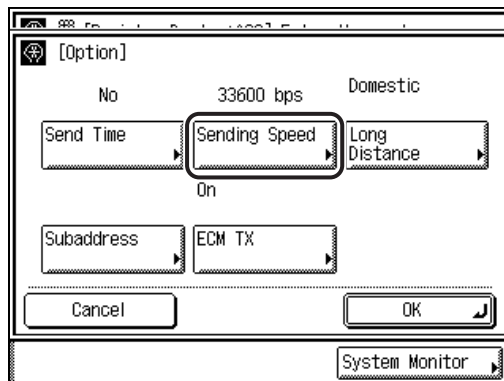 [Option]
No 33600 bps Domestic
Send Time Sending Speed Long
Distance
On
Subaddress ECM TX
Cancel OK
System Monitor